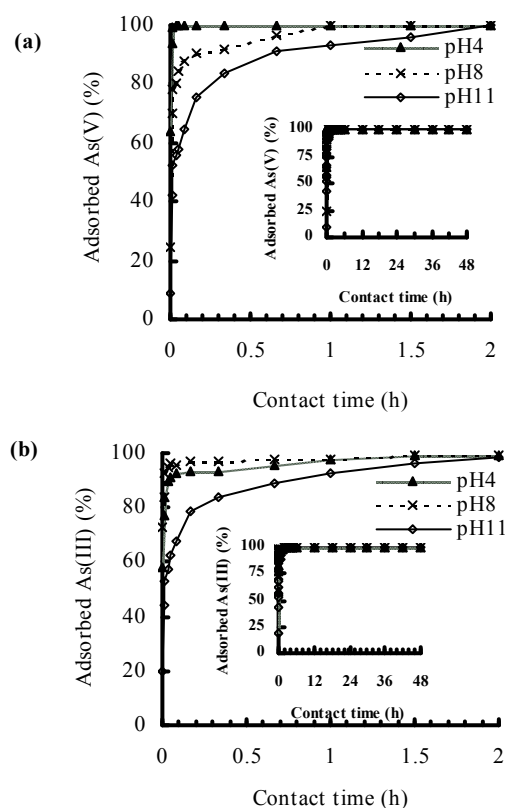 (a)
100
80
60
40
20
0
Adsorbed As(V) (%)
pH4
pH8
pH11
100
75
50
25
0
Adsorbed As(V) (%)
0 12 24 36 48
Contact time (h)
0 0.5 1 1.5 2
Contact time (h)
(b)
100
80
60
40
20
0
Adsorbed As(III) (%)
pH4
pH8
pH11
100
75
50
25
0
Adsorbed As(III) (%)
0 12 24 36 48
Contact time (h)
0 0.5 1 1.5 2
Contact time (h)